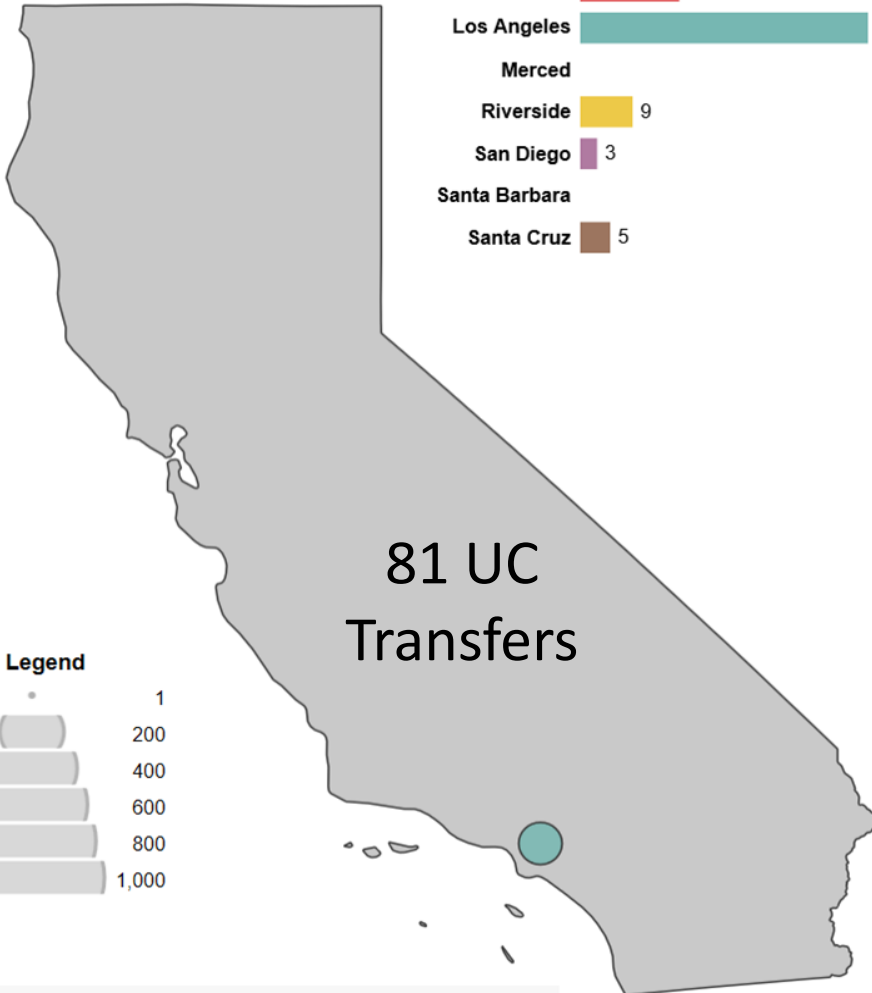 Los Angeles
Merced
Riverside 9
San Diego 3
Santa Barbara
Santa Cruz 5
81 UC
Transfers
Legend
1
200
400
600
800
1,000